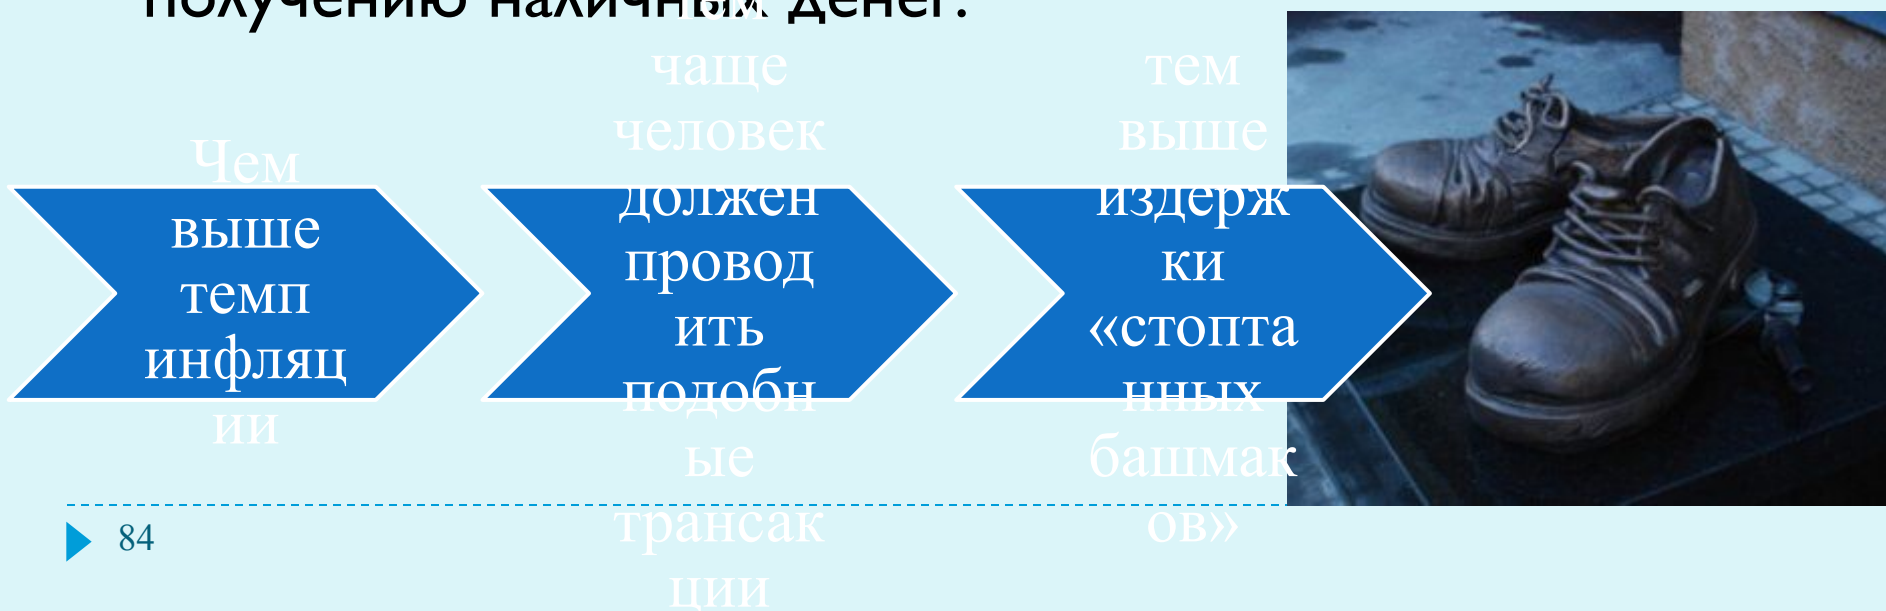 получению наличных денег.
Чем
выше
темп
инфляц
ии
тем
чаще
человек
должен
провод
ить
подобн
ые
трансак
ции
тем
выше
издерж
ки
«стопта
нных
башмак
ов»
84